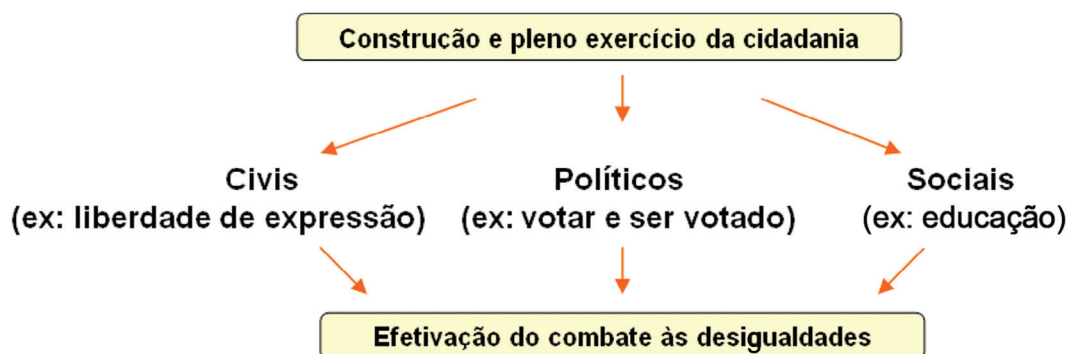 Construção e pleno exercício da cidadania
Civis
(ex: liberdade de expressão)
Políticos
(ex: votar e ser votado)
Sociais
(ex: educação)
Efetivação do combate às desigualdades